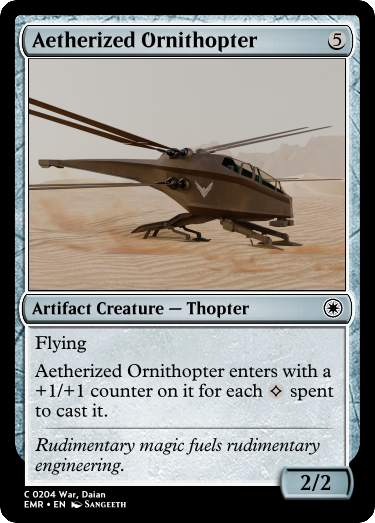 Aetherized Ornithopter 5
Artifact Creature — Thopter
Flying
Aetherized Ornithopter enters with a
+1/+1 counter on it for each spent
to cast it.
Rudimentary magic fuels rudimentary
engineering.
2/2
C 0204 War, Daian
EMR • EN Sangeeth